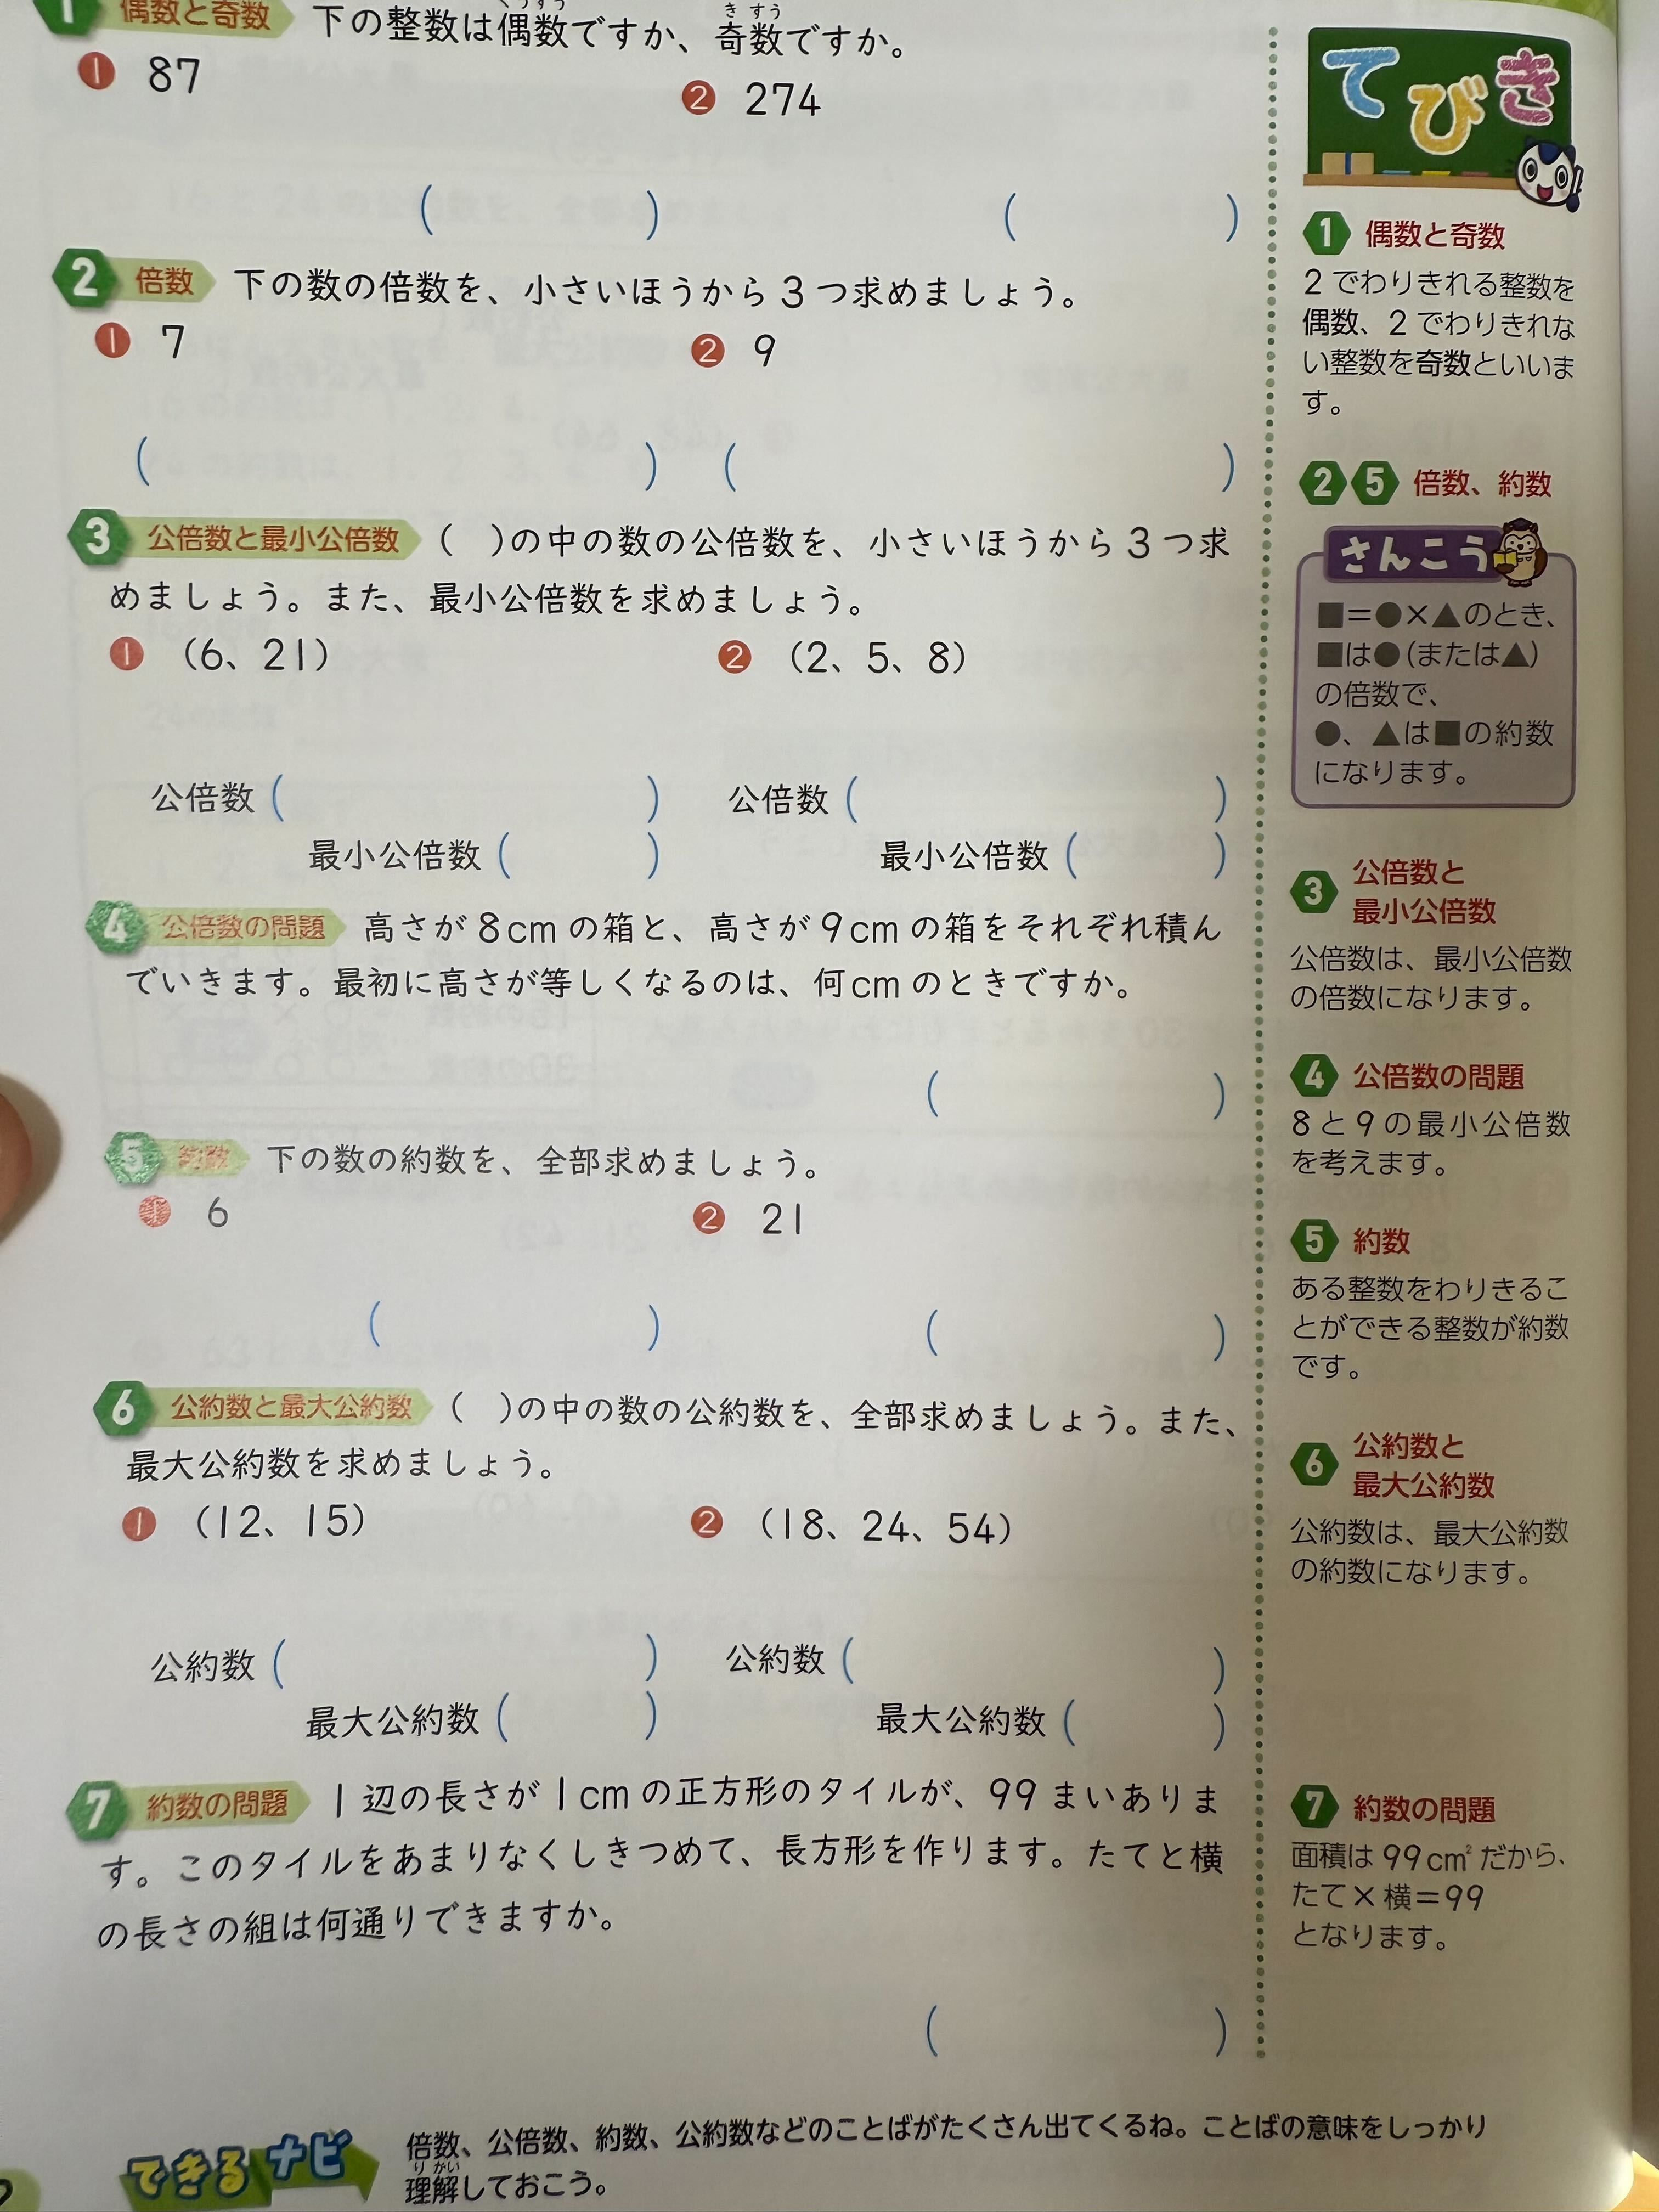 1 偶数と奇数 下の整数は偶数ですか、奇数ですか。
きすう
❶ 87 ❷ 274
( ) ( )
2 倍数 下の数の倍数を、小さいほうから3つ求めましょう。
❶ 7 ❷ 9
( ) ( )
3 公倍数と最小公倍数 ( )の中の数の公倍数を、小さいほうから3つ求
めましょう。また、最小公倍数を求めましょう。
❶ (6、21) ❷ (2、5、8)
公倍数( ) 公倍数( )
最小公倍数( ) 最小公倍数( )
4 公倍数の問題 高さが8cmの箱と、高さが9cmの箱をそれぞれ積ん
でいきます。最初に高さが等しくなるのは、何cmのときですか。
( )
5 約数 下の数の約数を、全部求めましょう。
❶ 6 ❷ 21
( ) ( )
6 公約数と最大公約数 ( )の中の数の公約数を、全部求めましょう。また、
最大公約数を求めましょう。
❶ (12、15) ❷ (18、24、54)
公約数( ) 公約数( )
最大公約数( ) 最大公約数( )
7 約数の問題 1辺の長さが1cmの正方形のタイルが、99まいありま
す。このタイルをあまりなくしきつめて、長方形を作ります。たてと横
の長さの組は何通りできますか。
( )
てびき
1 偶数と奇数
2でわりきれる整数を
偶数、2でわりきれな
い整数を奇数といいま
す。
2 5 倍数、約数
さんこう
■=●×▲のとき、
■は●(または▲)
の倍数で、
●、▲は■の約数
になります。
3 公倍数と
最小公倍数
公倍数は、最小公倍数
の倍数になります。
4 公倍数の問題
8と9の最小公倍数
を考えます。
5 約数
ある整数をわりきるこ
とができる整数が約数
です。
6 公約数と
最大公約数
公約数は、最大公約数
の約数になります。
7 約数の問題
面積は99cm²だから、
たて×横=99
となります。
できるナビ
倍数、公倍数、約数、公約数などのことばがたくさん出てくるね。ことばの意味をしっかり
りかい
理解しておこう。